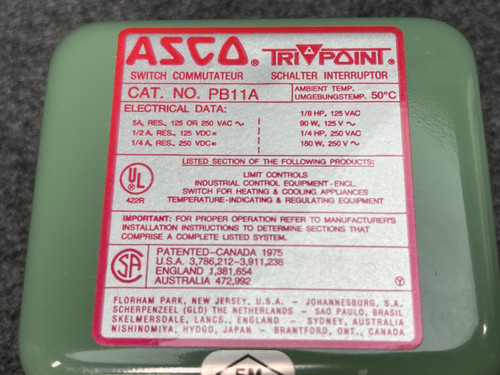 ASCO® TRI POINT®
SWITCH COMMUTATEUR SCHALTER INTERRUPTOR
CAT. NO. PB11A AMBIENT TEMP. UMGEBUNGSTEMP. 50°C
ELECTRICAL DATA: 1/8 HP, 125 VAC
5A, RES., 125 OR 250 VAC ~ 90 W, 125 V ~
1/2 A, RES., 125 VDC = 1/4 HP, 250 VAC
1/4 A, RES., 250 VDC = 180 W, 250 V ~
LISTED SECTION OF THE FOLLOWING PRODUCTS:
UL® LIMIT CONTROLS
INDUSTRIAL CONTROL EQUIPMENT-ENCL.
SWITCH FOR HEATING & COOLING APPLIANCES
422R TEMPERATURE-INDICATING & REGULATING EQUIPMENT
IMPORTANT: FOR PROPER OPERATION REFER TO MANUFACTURER'S
INSTALLATION INSTRUCTIONS TO DETERMINE SECTIONS THAT
COMPRISE A COMPLETE LISTED SYSTEM.
SA® PATENTED-CANADA 1975
U.S.A. 3,786,212-3,911,238
ENGLAND 1,381,654
AUSTRALIA 472,992 Y
FLORHAM PARK, NEW JERSEY, U.S.A. - JOHANNESBURG, S.A.
SCHERPENZEEL (GLD) THE NETHERLANDS - SAO PAULO, BRASIL
SKELMERSDALE, LANCS., ENGLAND - SYDNEY, AUSTRALIA
NISHINOMIYA, HYOGO, JAPAN - BRANTFORD, ONT., CANADA
FM